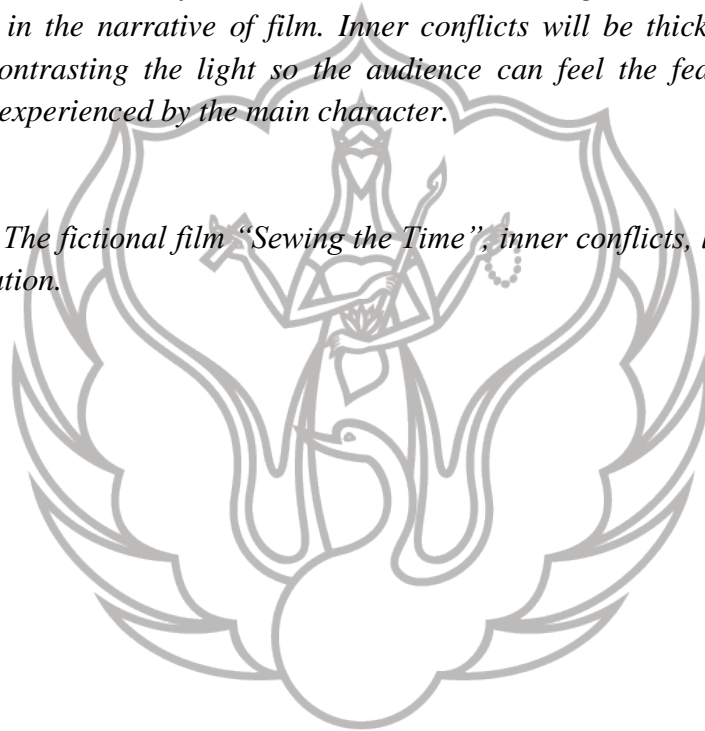 in the narrative of film. Inner conflicts will be thick
ontrasting the light so the audience can feel the fea
experienced by the main character.
The fictional film “Sewing the Time”, inner conflicts, l
ation.